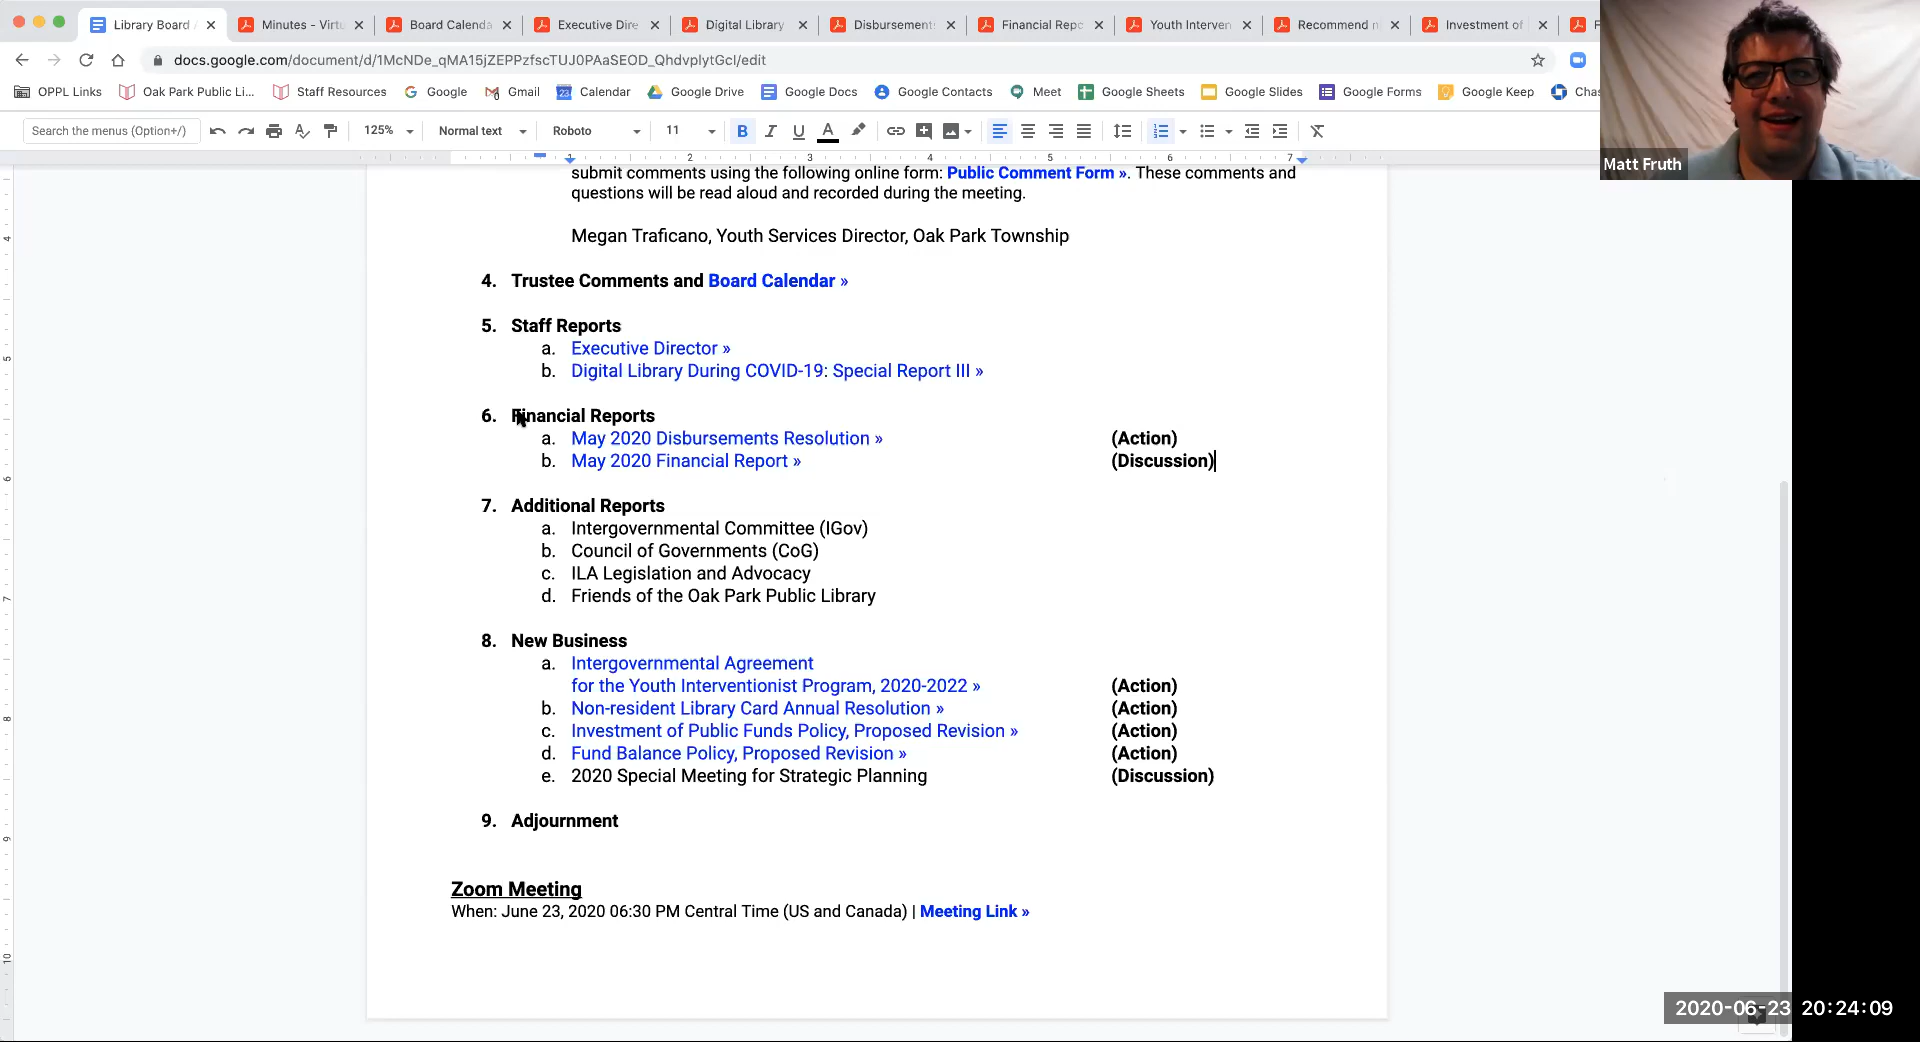 Library Board
Minutes - Virtu
Board Calenda
Executive Dire
Digital Library
Disbursement
Financial Repo
Youth Interven
Recommend n
Investment of
docs.google.com/document/d/1McNDe_qMA15jZEPPzfscTUJ0PAaSEOD_QhdvplytGcI/edit
OPPL Links
Oak Park Public Li...
Staff Resources
Google
Gmail
Calendar
Google Drive
Google Docs
Google Contacts
Meet
Google Sheets
Google Slides
Google Forms
Google Keep
Chas
Search the menus (Option+/)
125%
Normal text
Roboto
11
Matt Fruth
submit comments using the following online form: Public Comment Form ». These comments and
questions will be read aloud and recorded during the meeting.
Megan Traficano, Youth Services Director, Oak Park Township
4. Trustee Comments and Board Calendar »
5. Staff Reports
a. Executive Director »
b. Digital Library During COVID-19: Special Report III »
6. Financial Reports
a. May 2020 Disbursements Resolution » (Action)
b. May 2020 Financial Report » (Discussion)
7. Additional Reports
a. Intergovernmental Committee (IGov)
b. Council of Governments (CoG)
c. ILA Legislation and Advocacy
d. Friends of the Oak Park Public Library
8. New Business
a. Intergovernmental Agreement
for the Youth Interventionist Program, 2020-2022 » (Action)
b. Non-resident Library Card Annual Resolution » (Action)
c. Investment of Public Funds Policy, Proposed Revision » (Action)
d. Fund Balance Policy, Proposed Revision » (Action)
e. 2020 Special Meeting for Strategic Planning (Discussion)
9. Adjournment
Zoom Meeting
When: June 23, 2020 06:30 PM Central Time (US and Canada) | Meeting Link »
2020-06-23 20:24:09